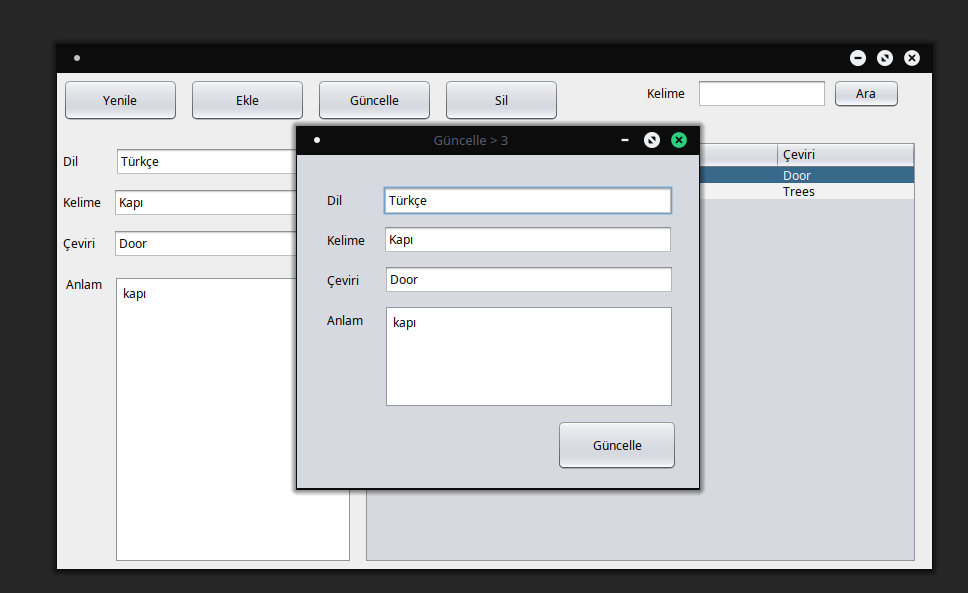 Yenile
Ekle
Güncelle
Sil
Kelime
Ara
Dil
Türkçe
Kelime
Kapı
Çeviri
Door
Anlam
kapı
Çeviri
Door
Trees
Güncelle > 3
Dil
Türkçe
Kelime
Kapı
Çeviri
Door
Anlam
kapı
Güncelle